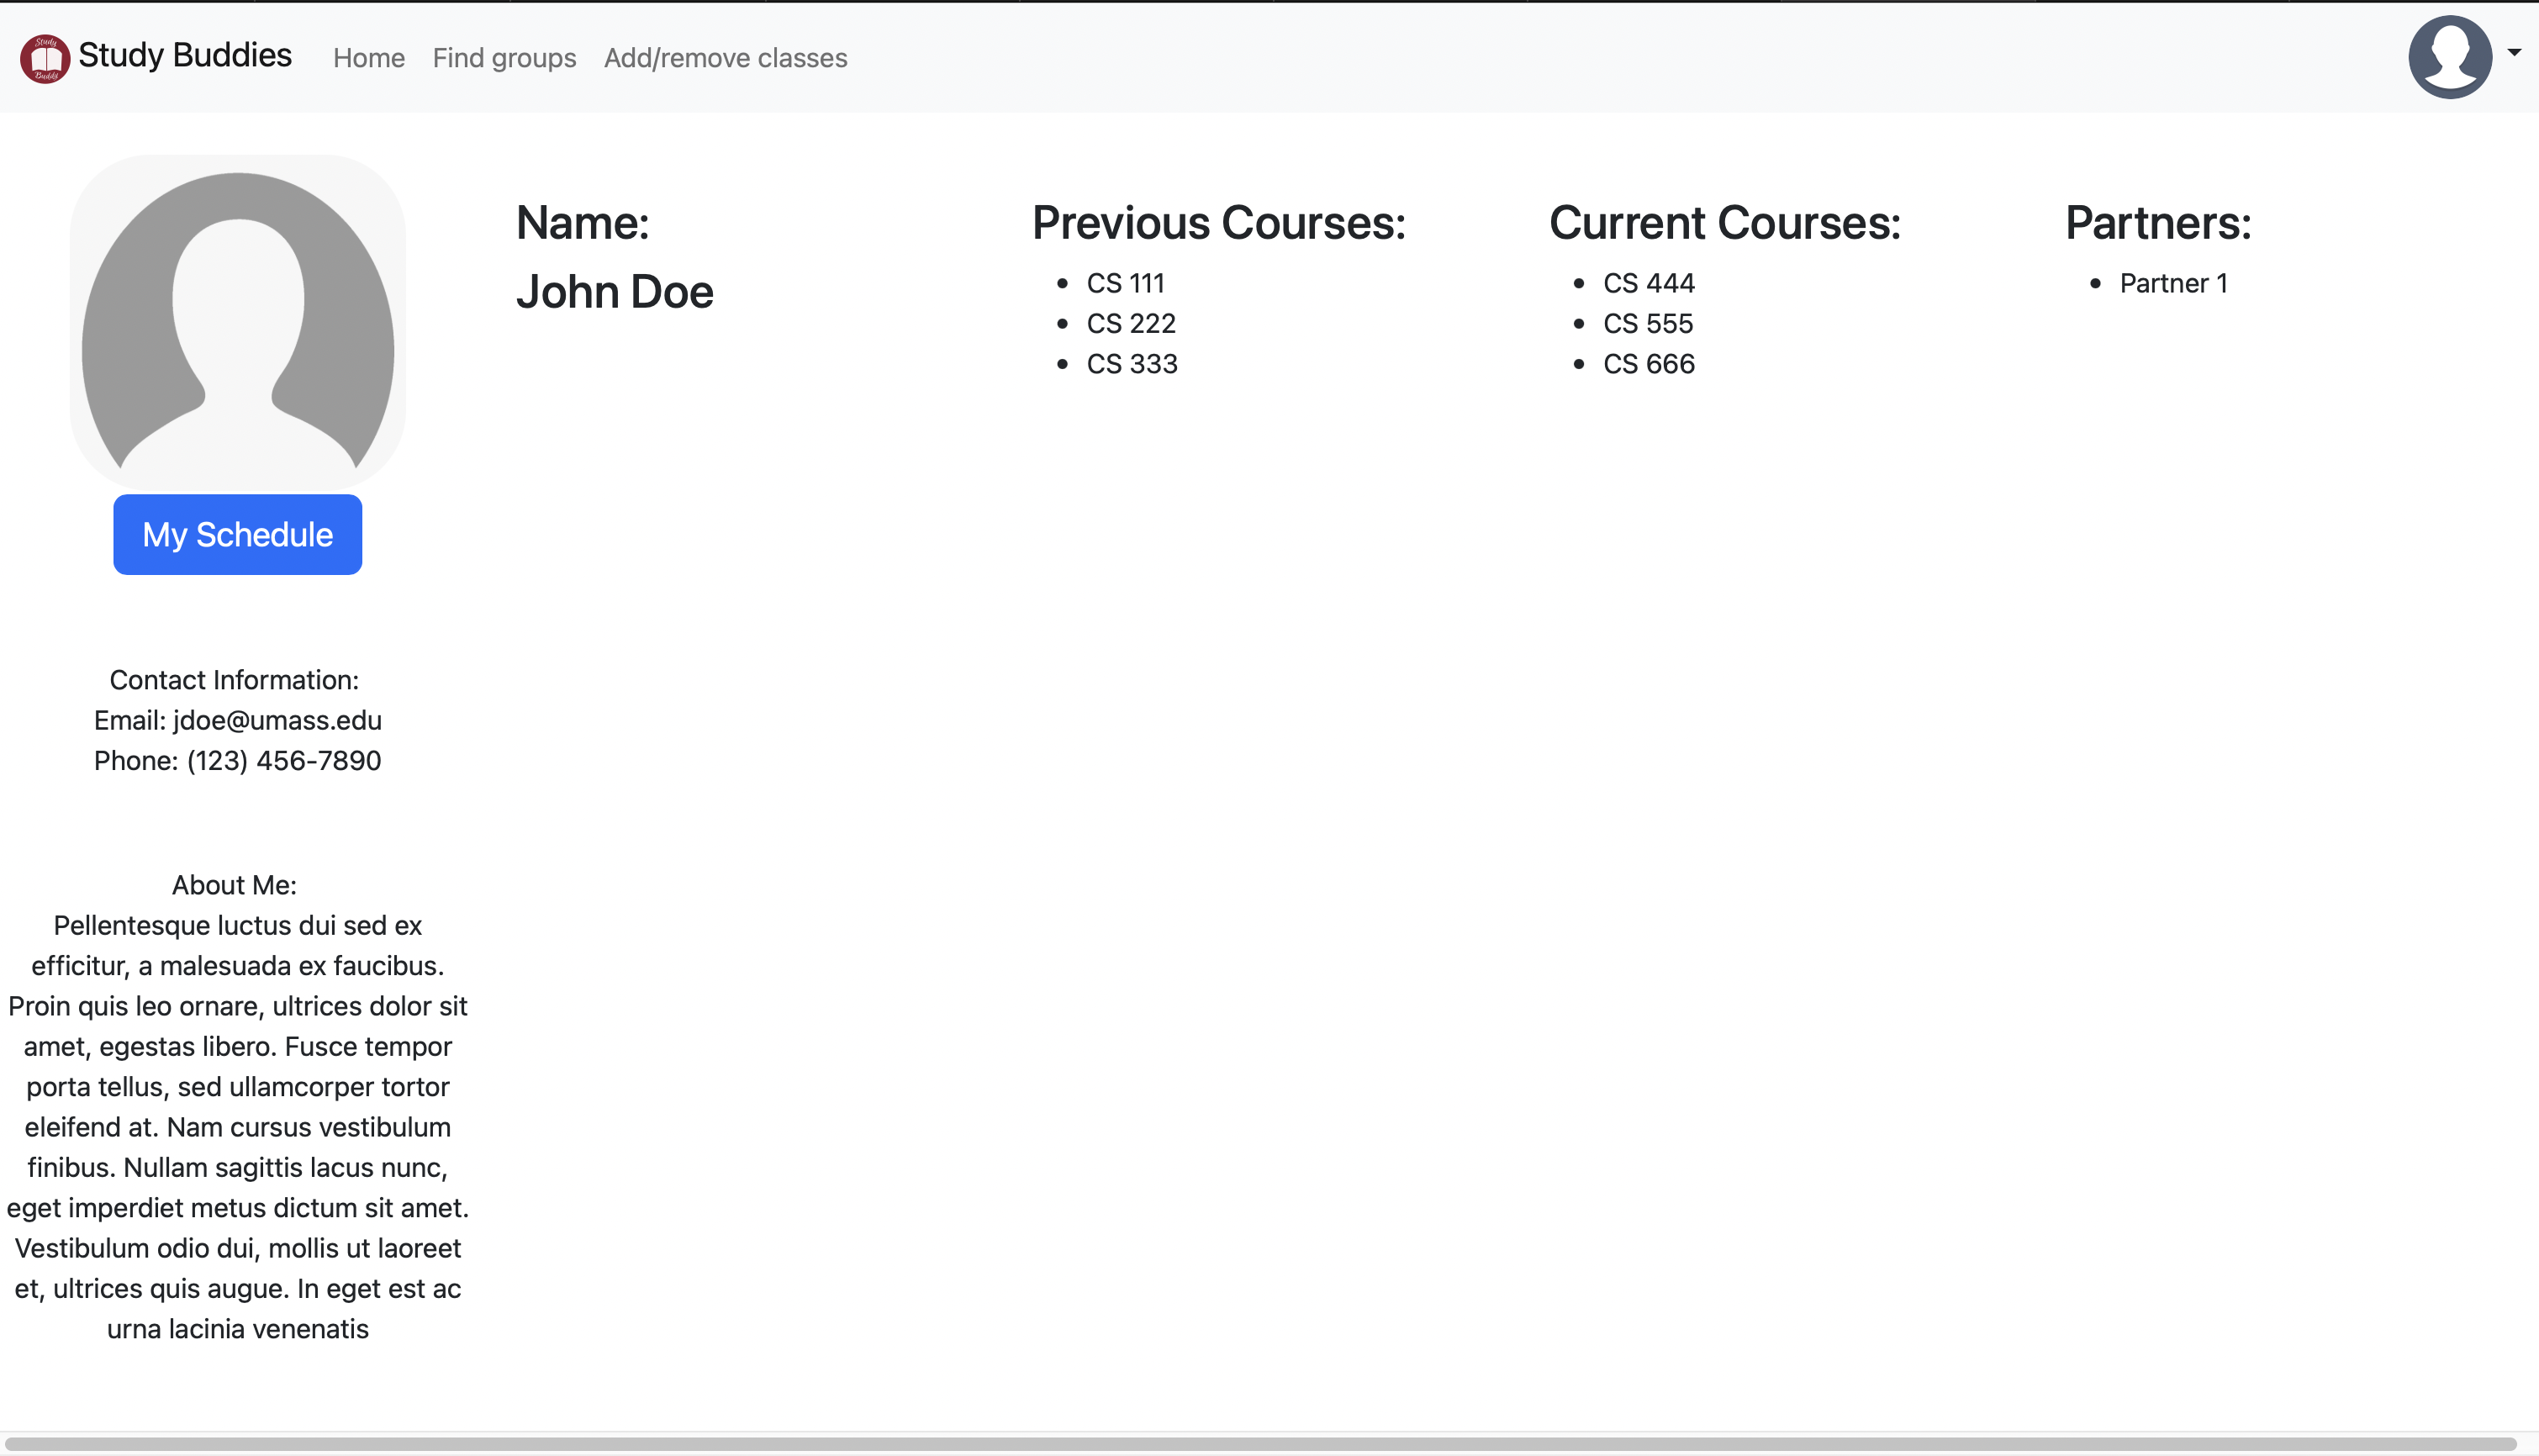 Study
Buddies
Study Buddies Home Find groups Add/remove classes
Name:
John Doe
Previous Courses:
CS 111
CS 222
CS 333
Current Courses:
CS 444
CS 555
CS 666
Partners:
Partner 1
My Schedule
Contact Information:
Email: jdoe@umass.edu
Phone: (123) 456-7890
About Me:
Pellentesque luctus dui sed ex
efficitur, a malesuada ex faucibus.
Proin quis leo ornare, ultrices dolor sit
amet, egestas libero. Fusce tempor
porta tellus, sed ullamcorper tortor
eleifend at. Nam cursus vestibulum
finibus. Nullam sagittis lacus nunc,
eget imperdiet metus dictum sit amet.
Vestibulum odio dui, mollis ut laoreet
et, ultrices quis augue. In eget est ac
urna lacinia venenatis